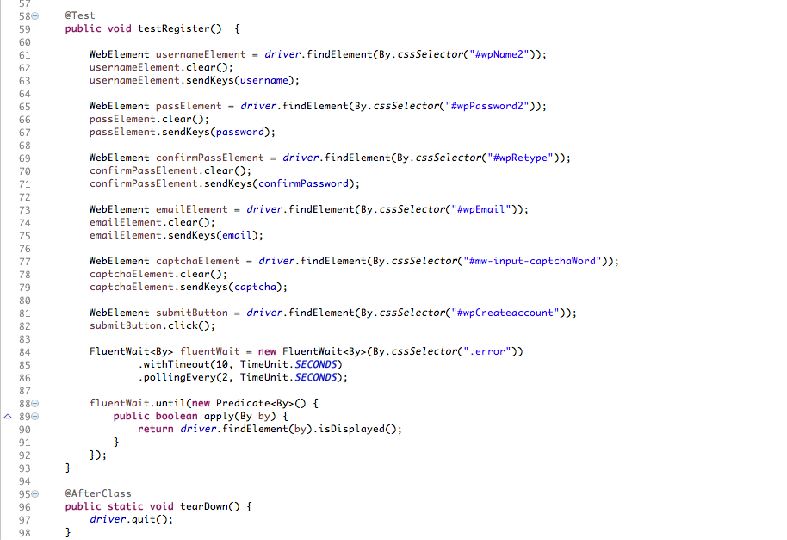 57
58 @Test
59 public void testRegister() {
60
61 WebElement usernameElement = driver.findElement(By.cssSelector("#wpName2"));
62 usernameElement.clear();
63 usernameElement.sendKeys(username);
64
65 WebElement passElement = driver.findElement(By.cssSelector("#wpPassword2"));
66 passElement.clear();
67 passElement.sendKeys(password);
68
69 WebElement confirmPassElement = driver.findElement(By.cssSelector("#wpRetype"));
70 confirmPassElement.clear();
71 confirmPassElement.sendKeys(confirmPassword);
72
73 WebElement emailElement = driver.findElement(By.cssSelector("#wpEmail"));
74 emailElement.clear();
75 emailElement.sendKeys(email);
76
77 WebElement captchaElement = driver.findElement(By.cssSelector("#mw-input-captchaWord"));
78 captchaElement.clear();
79 captchaElement.sendKeys(captcha);
80
81 WebElement submitButton = driver.findElement(By.cssSelector("#wpCreateaccount"));
82 submitButton.click();
83
84 FluentWait<By> fluentWait = new FluentWait<By>(By.cssSelector(".error"))
85 .withTimeout(10, TimeUnit.SECONDS)
86 .pollingEvery(2, TimeUnit.SECONDS);
87
88 fluentWait.until(new Predicate<By>() {
89 public boolean apply(By by) {
90 return driver.findElement(by).isDisplayed();
91 }
92 });
93 }
94
95 @AfterClass
96 public static void tearDown() {
97 driver.quit();
98 }